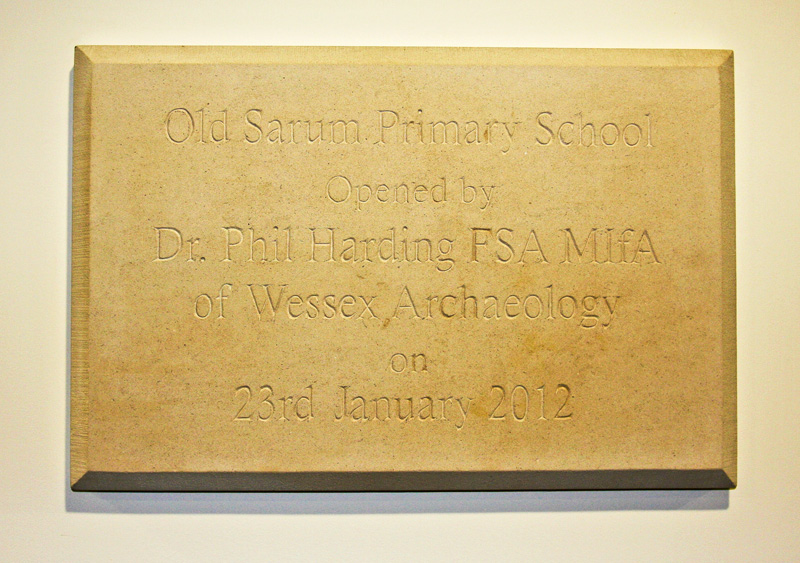 Old Sarum Primary School
Opened by
Dr. Phil Harding FSA MIfA
of Wessex Archaeology
on
23rd January 2012